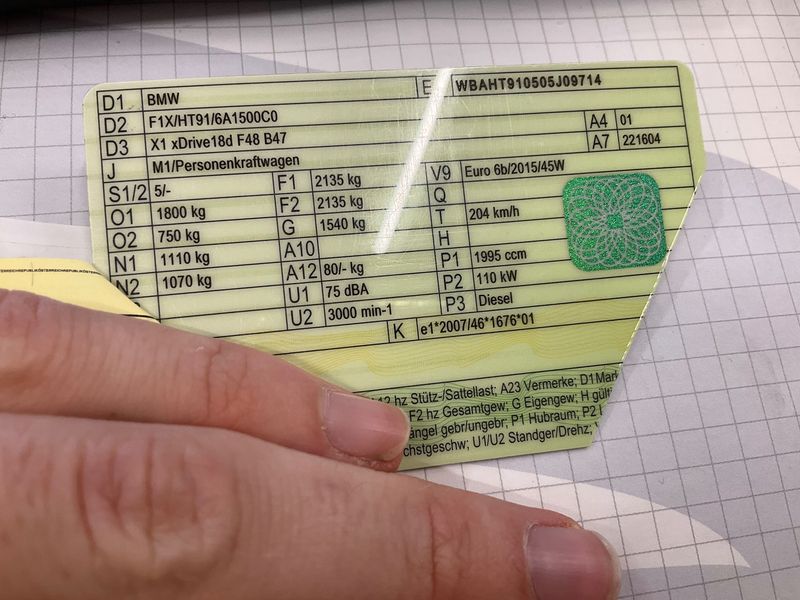 D1 BMW E WBAHT910505J09714
D2 F1X/HT91/6A1500C0
D3 X1 xDrive18d F48 B47 A4 01
J M1/Personenkraftwagen A7 221604
S1/2 5/- F1 2135 kg V9 Euro 6b/2015/45W
O1 1800 kg F2 2135 kg Q
O2 750 kg G 1540 kg T 204 km/h
N1 1110 kg A10 H
N2 1070 kg A12 80/- kg P1 1995 ccm
U1 75 dBA P2 110 kW
U2 3000 min-1 P3 Diesel
K e1*2007/46*1676*01
hz Stütz-/Sattellast; A23 Vermerke; D1 Mark
F2 hz Gesamtgew; G Eigengew; H gülti
ängel gebr/ungebr; P1 Hubraum; P2
chstgeschw; U1/U2 Standger/Drehz;